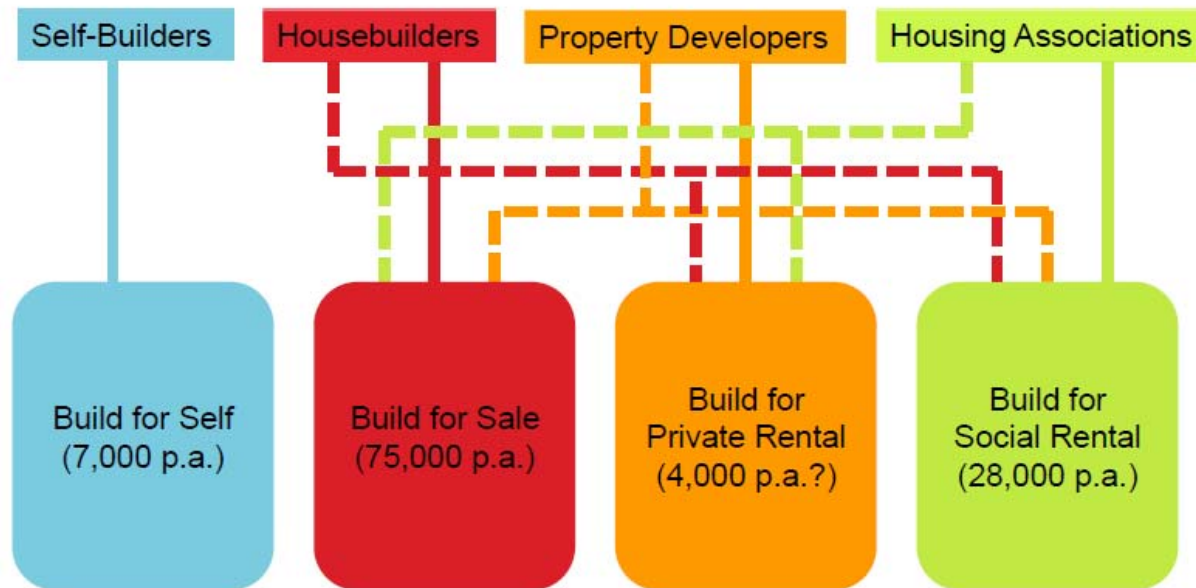 Self-Builders
Housebuilders
Property Developers
Housing Associations
Build for Self
(7,000 p.a.)
Build for Sale
(75,000 p.a.)
Build for
Private Rental
(4,000 p.a.?)
Build for
Social Rental
(28,000 p.a.)